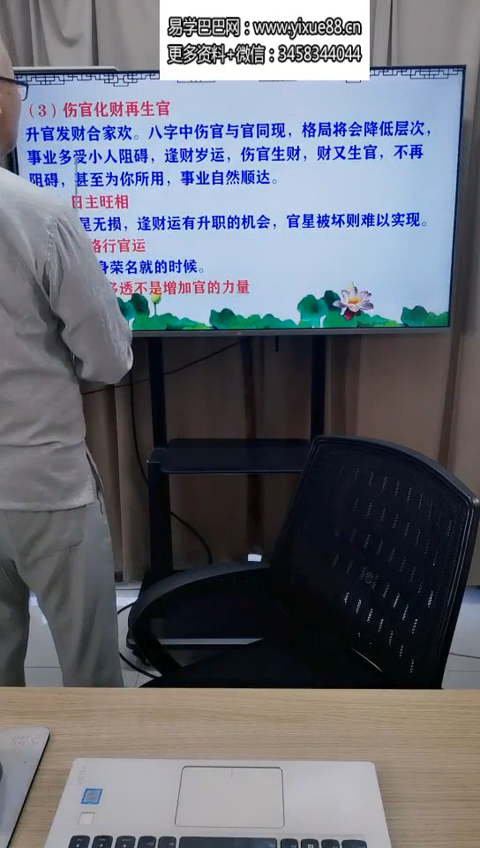 易学巴巴网：www.yixue88.cn
更多资料+微信：3458344044
（3）伤官化财再生官
升官发财合家欢。八字中伤官与官同现，格局将会降低层次，
事业多受小人阻碍，逢财岁运，伤官生财，财又生官，不再
阻碍，甚至为你所用，事业自然顺达。
日主旺相
星无损，逢财运有升职的机会，官星被坏则难以实现。
格行官运
身荣名就的时候。
多透不是增加官的力量